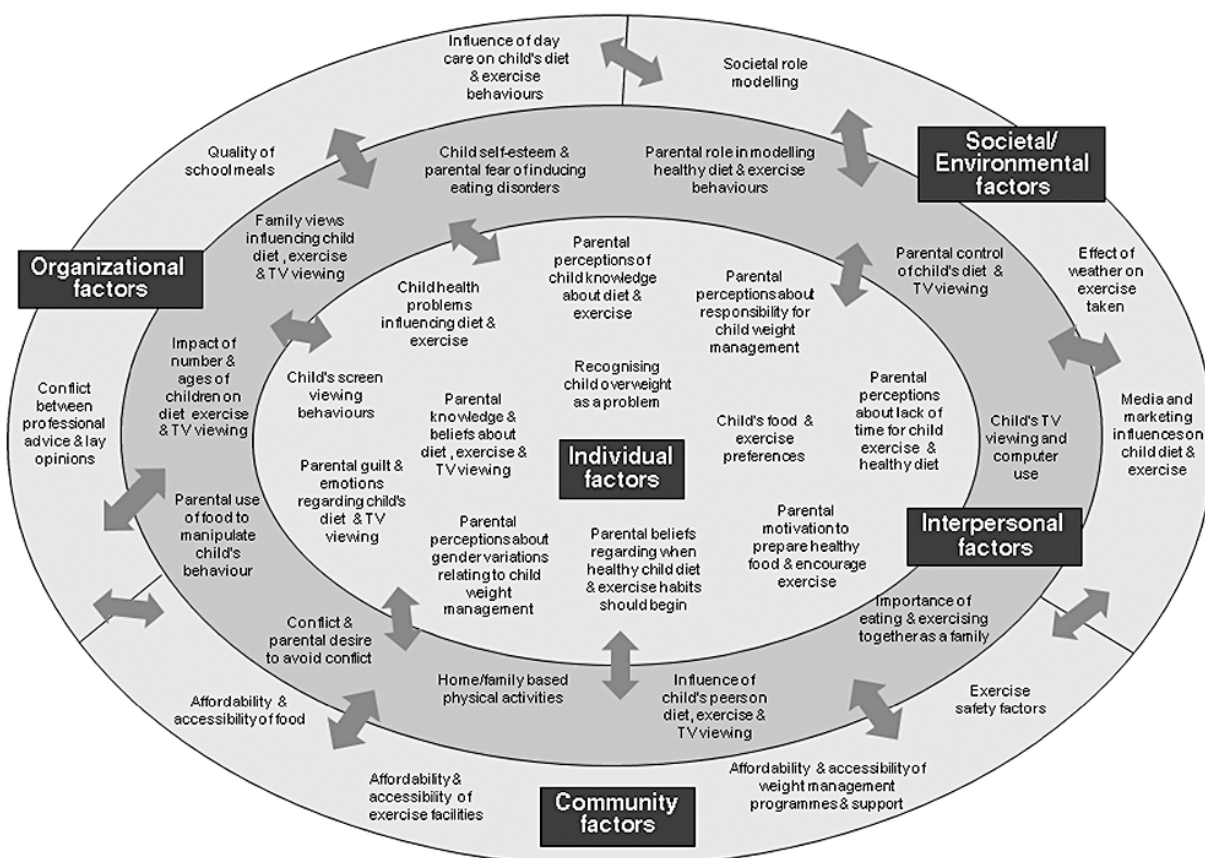 Influence of day
care on child's diet
& exercise
behaviours
Societal role
modelling
Societal/
Environmental
factors
Quality of
school meals
Child self-esteem &
parental fear of inducing
eating disorders
Parental role in modelling
healthy diet & exercise
behaviours
Organizational
factors
Family views
influencing child
diet, exercise
& TV viewing
Parental control
of child's diet &
TV viewing
Effect of
weather on
exercise
taken
Child health
problems
influencing diet &
exercise
Parental
perceptions of
child knowledge
about diet &
exercise
Parental
perceptions about
responsibility for
child weight
management
Impact of
number &
ages of
children on
diet exercise
& TV viewing
Conflict
between
professional
advice & lay
opinions
Child's screen
viewing
behaviours
Recognising
child overweight
as a problem
Parental
knowledge &
beliefs about
diet, exercise &
TV viewing
Child's food &
exercise
preferences
Parental
perceptions
about lack of
time for child
exercise &
healthy diet
Child's TV
viewing and
computer
use
Media and
marketing
influences on
child diet &
exercise
Individual
factors
Parental guilt &
emotions
regarding child's
diet & TV
viewing
Parental use
of food to
manipulate
child's
behaviour
Parental
perceptions about
gender variations
relating to child
weight
management
Parental beliefs
regarding when
healthy child diet
& exercise habits
should begin
Parental
motivation to
prepare healthy
food & encourage
exercise
Interpersonal
factors
Importance of
eating & exercising
together as a family
Conflict &
parental desire
to avoid conflict
Home/family based
physical activities
Influence of
child's peers on
diet, exercise &
TV viewing
Exercise
safety factors
Affordability &
accessibility of food
Affordability &
accessibility of
exercise facilities
Community
factors
Affordability & accessibility of
weight management
programmes & support